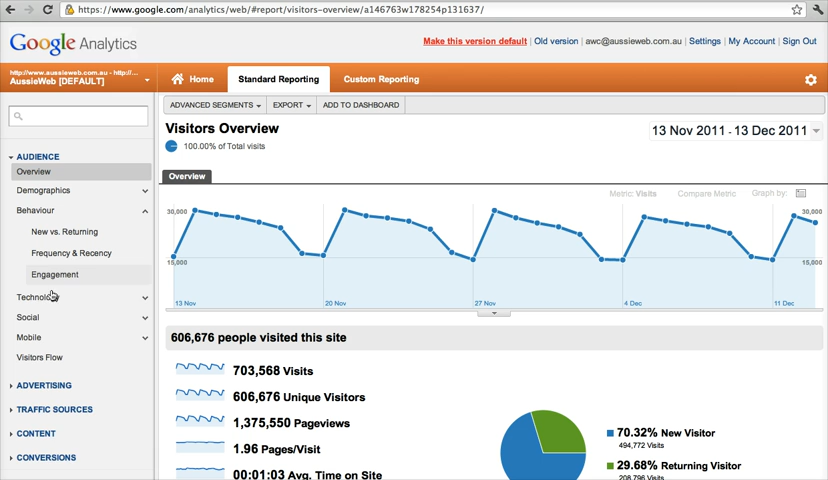 https://www.google.com/analytics/web/#report/visitors-overview/a146763w178254p131637/
Google Analytics
Make this version default | Old version | awc@aussieweb.com.au | Settings | My Account | Sign Out
http://www.aussieweb.com.au - http://...
AussieWeb [DEFAULT]
Home
Standard Reporting
Custom Reporting
ADVANCED SEGMENTS
EXPORT
ADD TO DASHBOARD
AUDIENCE
Overview
Demographics
Behaviour
New vs. Returning
Frequency & Recency
Engagement
Technology
Social
Mobile
Visitors Flow
ADVERTISING
TRAFFIC SOURCES
CONTENT
CONVERSIONS
Visitors Overview
13 Nov 2011 - 13 Dec 2011
100.00% of Total visits
Overview
Metric: Visits
Compare Metric
Graph by:
30,000
30,000
15,000
15,000
13 Nov
20 Nov
27 Nov
4 Dec
11 Dec
606,676 people visited this site
703,568 Visits
606,676 Unique Visitors
1,375,550 Pageviews
1.96 Pages/Visit
00:01:03 Avg. Time on Site
70.32% New Visitor
494,772 Visits
29.68% Returning Visitor
208,796 Visits